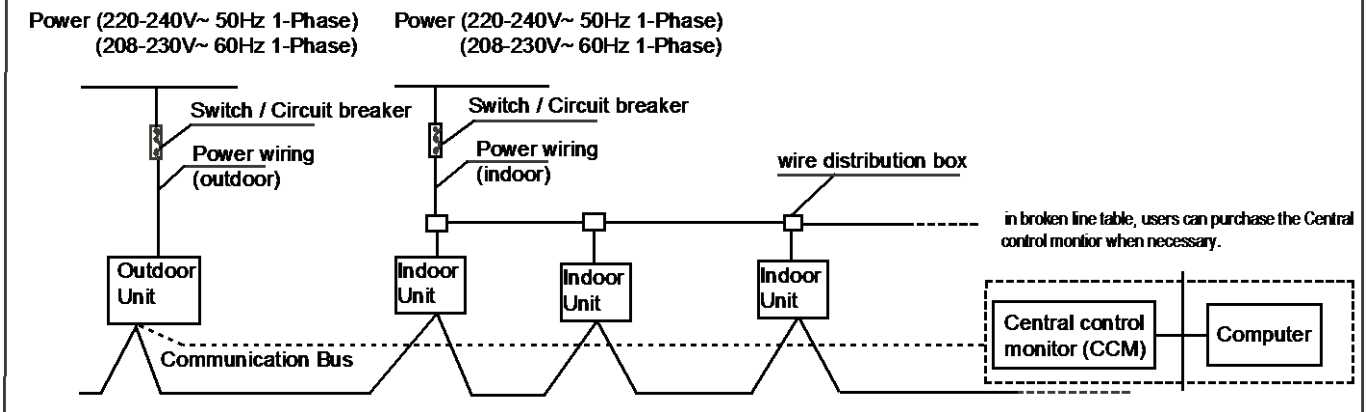 Power (220-240V~ 50Hz 1-Phase)
(208-230V~ 60Hz 1-Phase)
Power (220-240V~ 50Hz 1-Phase)
(208-230V~ 60Hz 1-Phase)
Switch / Circuit breaker
Power wiring
(outdoor)
Switch / Circuit breaker
Power wiring
(indoor)
wire distribution box
in broken line table, users can purchase the Central
control montior when necessary.
Outdoor
Unit
Indoor
Unit
Indoor
Unit
Indoor
Unit
Central control
monitor (CCM)
Computer
Communication Bus